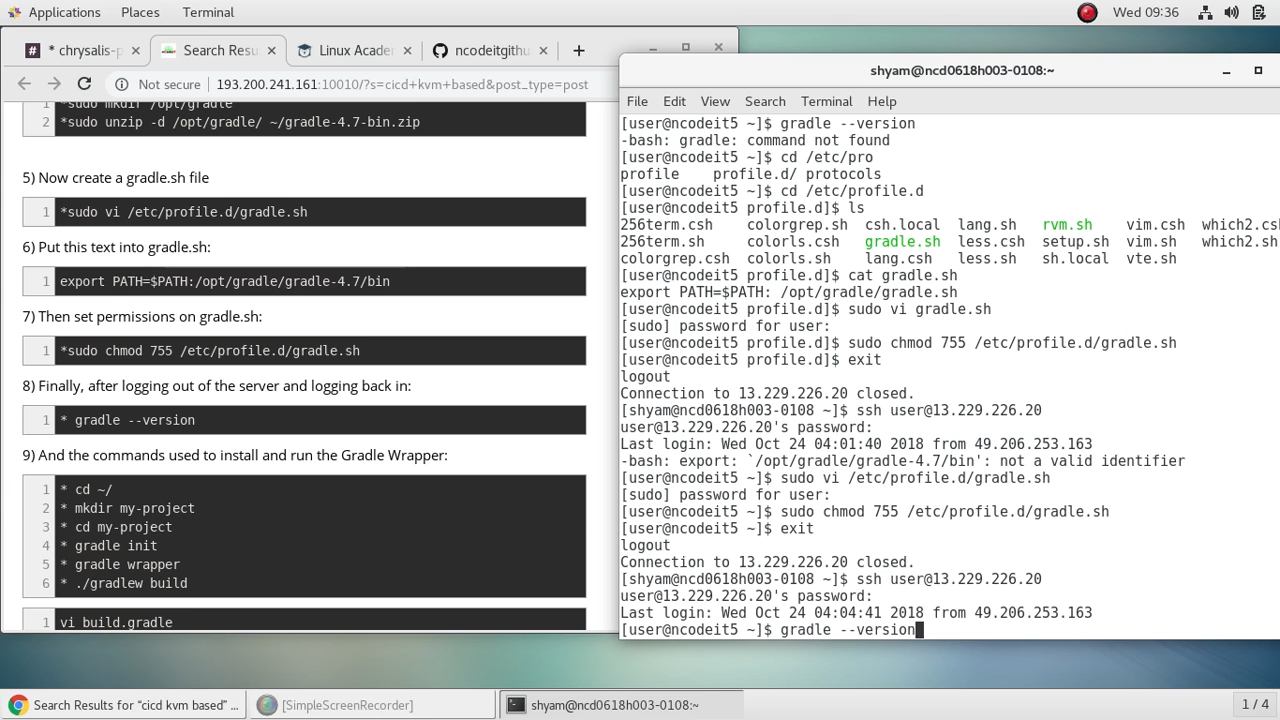 Applications Places Terminal Wed 09:36
* chrysalis-p Search Resu Linux Acade ncodeitgithu
Not secure 193.200.241.161:10010/?s=cicd+kvm+based&post_type=post
1 *sudo mkdir /opt/gradle
2 *sudo unzip -d /opt/gradle/ ~/gradle-4.7-bin.zip
5) Now create a gradle.sh file
1 *sudo vi /etc/profile.d/gradle.sh
6) Put this text into gradle.sh:
1 export PATH=$PATH:/opt/gradle/gradle-4.7/bin
7) Then set permissions on gradle.sh:
1 *sudo chmod 755 /etc/profile.d/gradle.sh
8) Finally, after logging out of the server and logging back in:
1 * gradle --version
9) And the commands used to install and run the Gradle Wrapper:
1 * cd ~/
2 * mkdir my-project
3 * cd my-project
4 * gradle init
5 * gradle wrapper
6 * ./gradlew build
1 vi build.gradle
shyam@ncd0618h003-0108:~
File Edit View Search Terminal Help
[user@ncodeit5 ~]$ gradle --version
-bash: gradle: command not found
[user@ncodeit5 ~]$ cd /etc/pro
profile profile.d/ protocols
[user@ncodeit5 ~]$ cd /etc/profile.d
[user@ncodeit5 profile.d]$ ls
256term.csh colorgrep.sh csh.local lang.sh rvm.sh vim.csh which2.csh
256term.sh colorls.csh gradle.sh less.csh setup.sh vim.sh which2.sh
colorgrep.csh colorls.sh lang.csh less.sh sh.local vte.sh
[user@ncodeit5 profile.d]$ cat gradle.sh
export PATH=$PATH: /opt/gradle/gradle.sh
[user@ncodeit5 profile.d]$ sudo vi gradle.sh
[sudo] password for user:
[user@ncodeit5 profile.d]$ sudo chmod 755 /etc/profile.d/gradle.sh
[user@ncodeit5 profile.d]$ exit
logout
Connection to 13.229.226.20 closed.
[shyam@ncd0618h003-0108 ~]$ ssh user@13.229.226.20
user@13.229.226.20's password:
Last login: Wed Oct 24 04:01:40 2018 from 49.206.253.163
-bash: export: `/opt/gradle/gradle-4.7/bin': not a valid identifier
[user@ncodeit5 ~]$ sudo vi /etc/profile.d/gradle.sh
[sudo] password for user:
[user@ncodeit5 ~]$ sudo chmod 755 /etc/profile.d/gradle.sh
[user@ncodeit5 ~]$ exit
logout
Connection to 13.229.226.20 closed.
[shyam@ncd0618h003-0108 ~]$ ssh user@13.229.226.20
user@13.229.226.20's password:
Last login: Wed Oct 24 04:04:41 2018 from 49.206.253.163
[user@ncodeit5 ~]$ gradle --version
Search Results for “cicd kvm based” ... [SimpleScreenRecorder] shyam@ncd0618h003-0108:~ 1 / 4